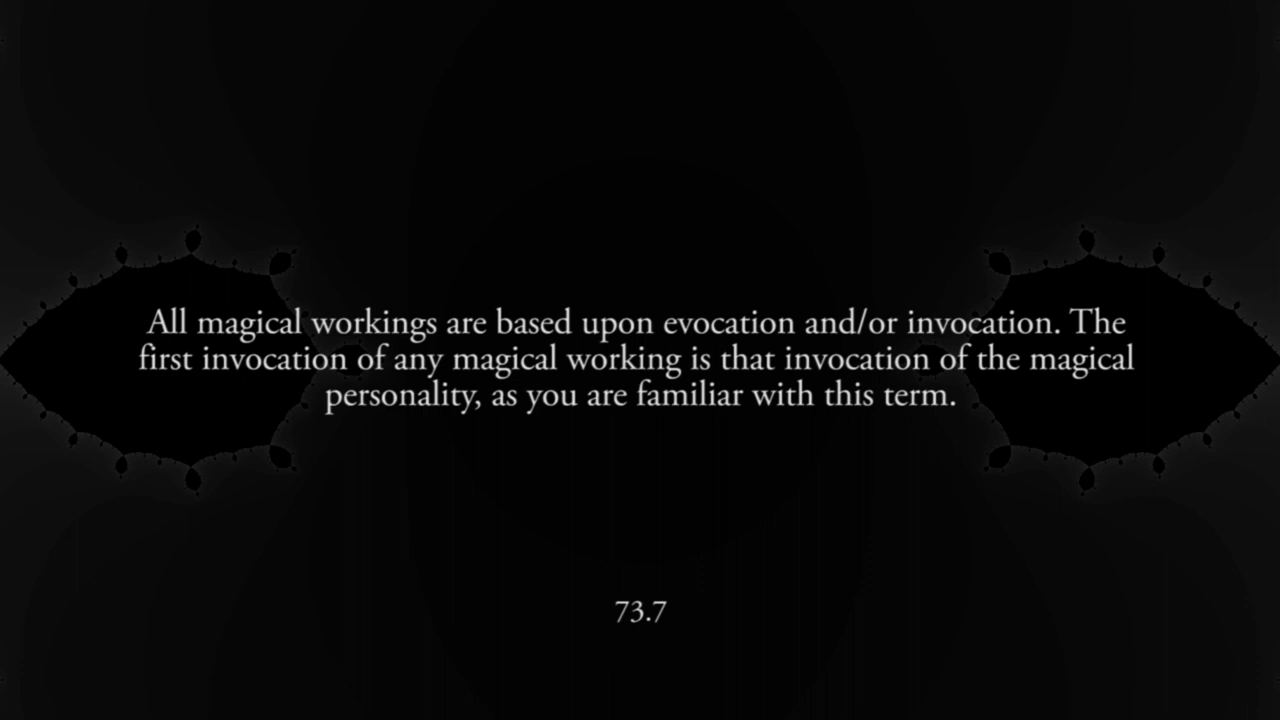 All magical workings are based upon evocation and/or invocation. The
first invocation of any magical working is that invocation of the magical
personality, as you are familiar with this term.
73.7